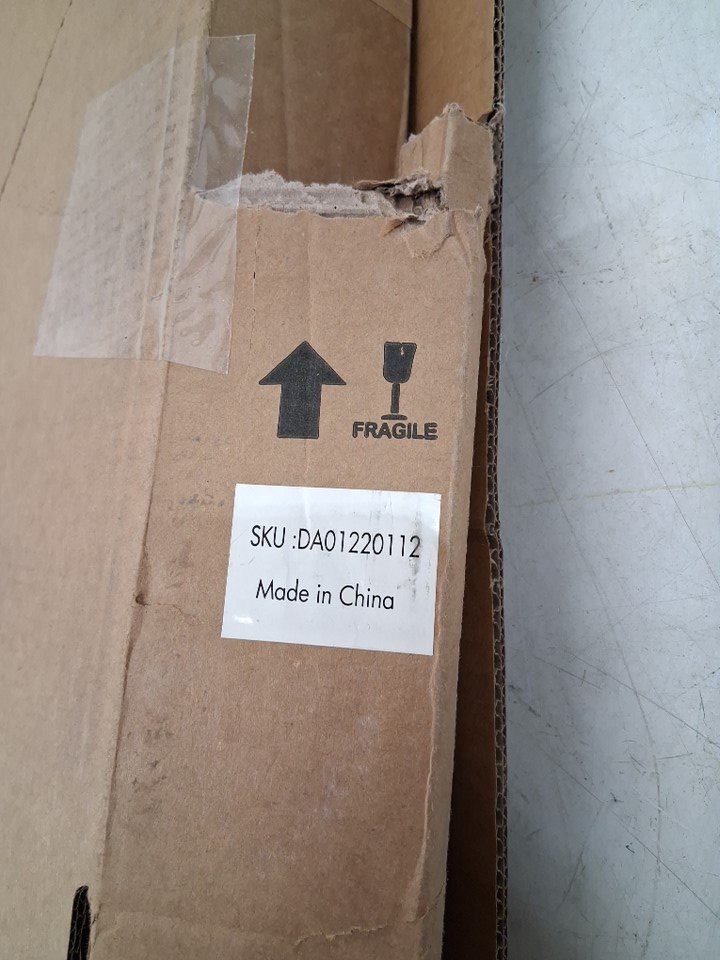 FRAGILE
SKU :DA01220112
Made in China